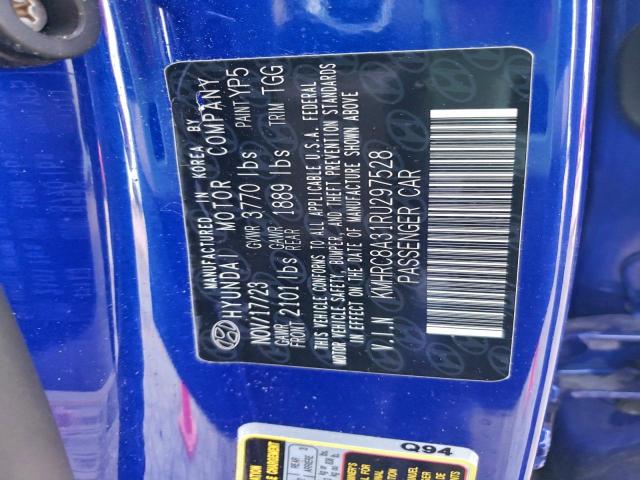 MANUFACTURED IN KOREA BY
HYUNDAI MOTOR COMPANY
NOV/17/23 GVWR 3770 lbs PAINT YP5
GAWR FRONT 2101 lbs GAWR REAR 1889 lbs TRIM TGG
THIS VEHICLE CONFORMS TO ALL APPLICABLE U.S.A. FEDERAL
MOTOR VEHICLE SAFETY, BUMPER, AND THEFT PREVENTION STANDARDS
IN EFFECT ON THE DATE OF MANUFACTURE SHOWN ABOVE
V.I.N KMHRC8A31RU297528
PASSENGER CAR
Q94
REAR
ARRIERE